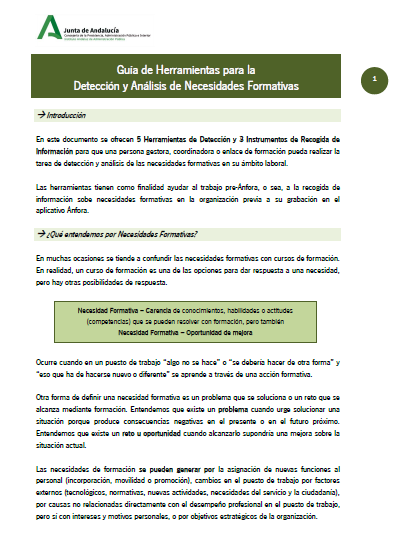 Junta de Andalucía
Consejería de la Presidencia, Administración Pública e Interior
Guía de Herramientas para la
Detección y Análisis de Necesidades Formativas
1
→ Introducción
En este documento se ofrecen 5 Herramientas de Detección y 3 Instrumentos de Recogida de
Información para que una persona gestora, coordinadora o enlace de formación pueda realizar la
tarea de detección y análisis de las necesidades formativas en su ámbito laboral.
Las herramientas tienen como finalidad ayudar al trabajo pre-Ánfora, o sea, a la recogida de
información sobe necesidades formativas en la organización previa a su grabación en el
aplicativo Ánfora.
→ ¿Qué entendemos por Necesidades Formativas?
En muchas ocasiones se tiende a confundir las necesidades formativas con cursos de formación.
En realidad, un curso de formación es una de las opciones para dar respuesta a una necesidad,
pero hay otras posibilidades de respuesta.
Necesidad Formativa – Carencia de conocimientos, habilidades o actitudes
(competencias) que se pueden resolver con formación, pero también
Necesidad Formativa – Oportunidad de mejora
Ocurre cuando en un puesto de trabajo “algo no se hace” o “se debería hacer de otra forma” y
“eso que ha de hacerse nuevo o diferente” se aprende a través de una acción formativa.
Otra forma de definir una necesidad formativa es un problema que se soluciona o un reto que se
alcanza mediante formación. Entendemos que existe un problema cuando urge solucionar una
situación porque produce consecuencias negativas en el presente o en el futuro próximo.
Entendemos que existe un reto u oportunidad cuando alcanzarlo supondría una mejora sobre la
situación actual.
Las necesidades de formación se pueden generar por la asignación de nuevas funciones al
personal (incorporación, movilidad o promoción), cambios en el puesto de trabajo por factores
externos (tecnológicos, normativas, nuevas actividades, necesidades del servicio y la ciudadanía),
por causas no relacionadas directamente con el desempeño profesional en el puesto de trabajo,
pero sí con intereses y motivos personales, o por objetivos estratégicos de la organización.